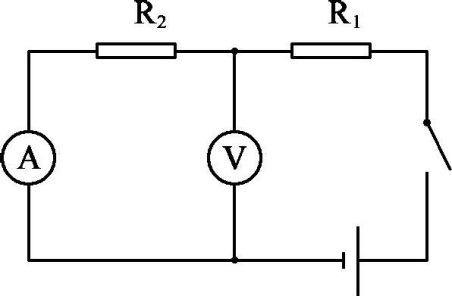 R₂ R₁
A V